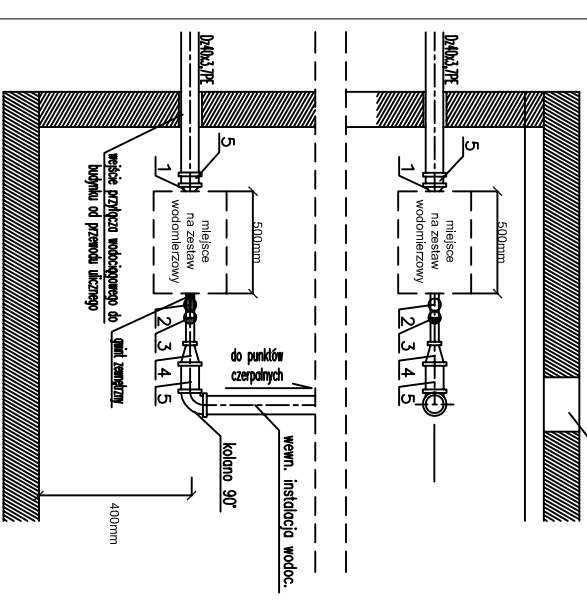 Dz40x3,7PE
5
1
miejsce
na zestaw
wodomierzowy
500mm
2
3
4
5
Dz40x3,7PE
5
1
miejsce
na zestaw
wodomierzowy
500mm
2
3
4
5
do punktów
czerpalnych
wejście przyłącza wodociągowego do
budynku od przewodu ulicznego
gwint zewnętrzny
kolano 90°
wewn. instalacja wodoc.
400mm